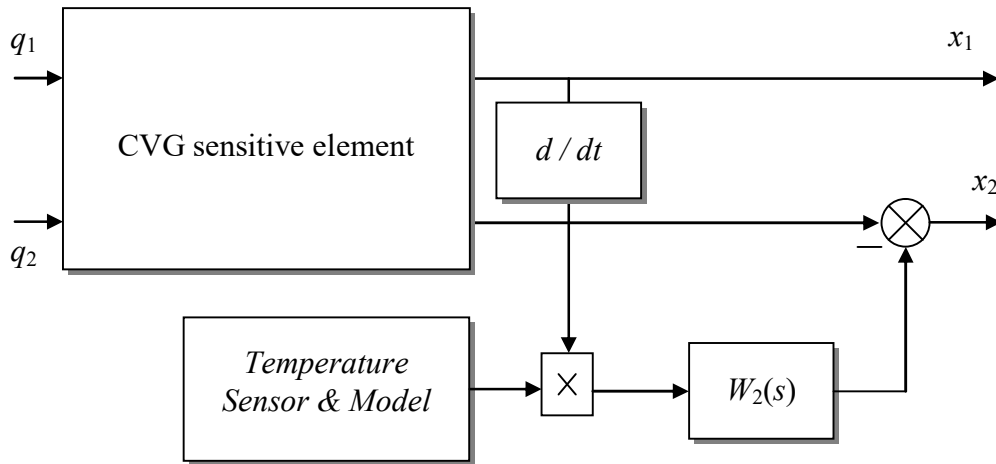 q1
x1
CVG sensitive element
d / dt
x2
q2
–
Temperature
Sensor & Model
×
W2(s)